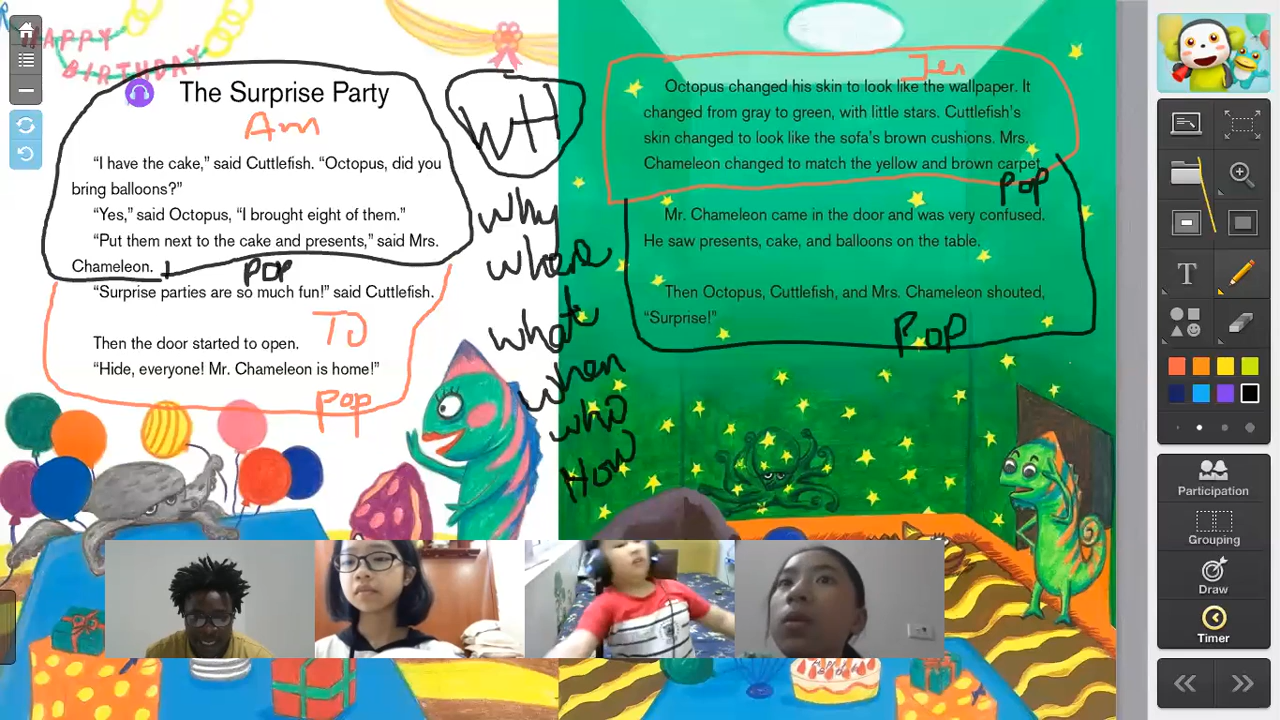 HAPPY
BIRTHDAY
The Surprise Party
Ann
“I have the cake,” said Cuttlefish. “Octopus, did you
bring balloons?”
“Yes,” said Octopus, “I brought eight of them.”
“Put them next to the cake and presents,” said Mrs.
Chameleon.
POP
“Surprise parties are so much fun!” said Cuttlefish.
TO
Then the door started to open.
“Hide, everyone! Mr. Chameleon is home!”
POP
WH
why
where
what
when
who
How
Jen
Octopus changed his skin to look like the wallpaper. It
changed from gray to green, with little stars. Cuttlefish's
skin changed to look like the sofa's brown cushions. Mrs.
Chameleon changed to match the yellow and brown carpet.
POP
Mr. Chameleon came in the door and was very confused.
He saw presents, cake, and balloons on the table.
Then Octopus, Cuttlefish, and Mrs. Chameleon shouted,
“Surprise!”
POP
T
Participation
Grouping
Draw
Timer